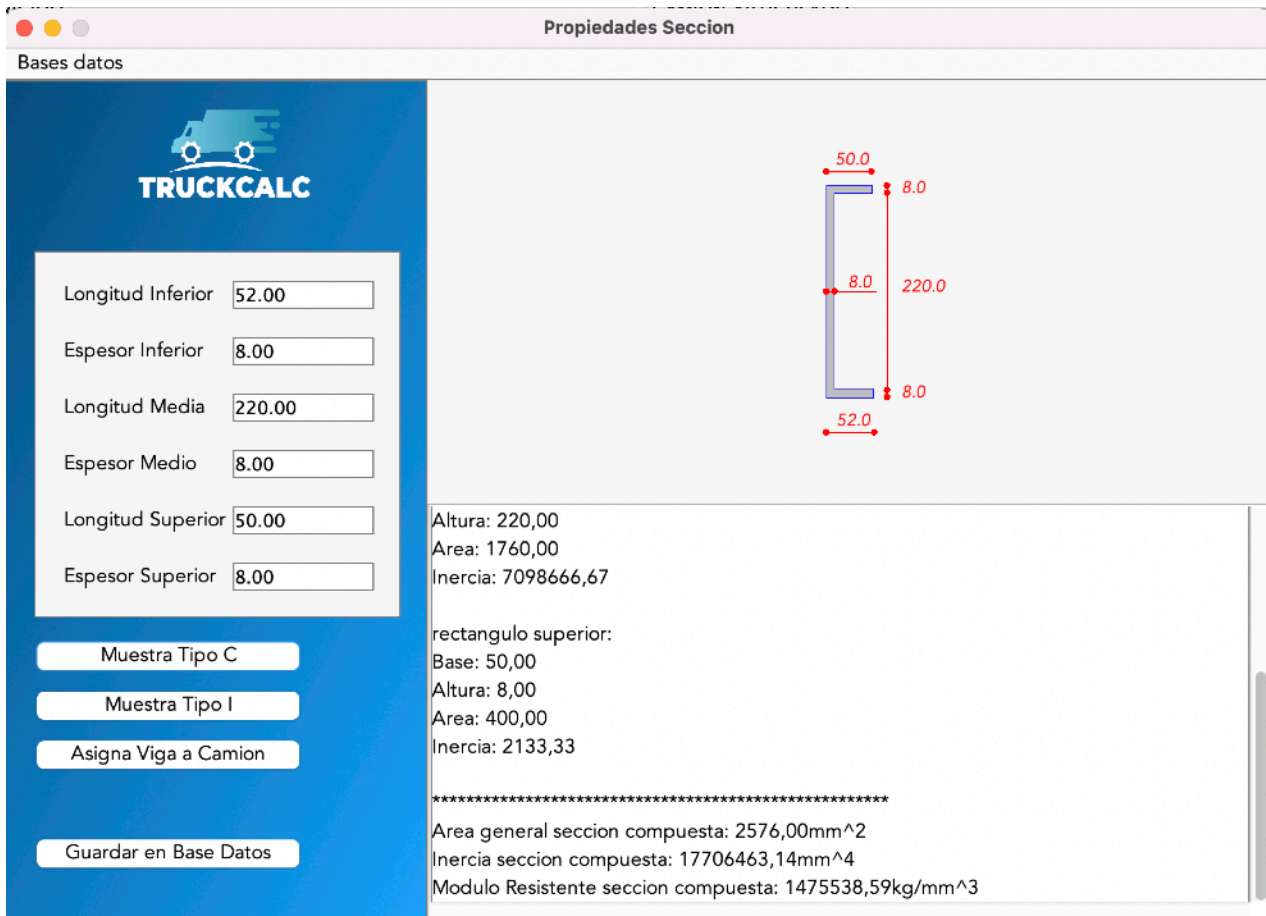 Propiedades Seccion
Bases datos
TRUCKCALC
Longitud Inferior 52.00
Espesor Inferior 8.00
Longitud Media 220.00
Espesor Medio 8.00
Longitud Superior 50.00
Espesor Superior 8.00
Muestra Tipo C
Muestra Tipo I
Asigna Viga a Camion
Guardar en Base Datos
50.0
8.0
8.0 220.0
8.0
52.0
Altura: 220,00
Area: 1760,00
Inercia: 7098666,67
rectangulo superior:
Base: 50,00
Altura: 8,00
Area: 400,00
Inercia: 2133,33
******************************************************
Area general seccion compuesta: 2576,00mm^2
Inercia seccion compuesta: 17706463,14mm^4
Modulo Resistente seccion compuesta: 1475538,59kg/mm^3